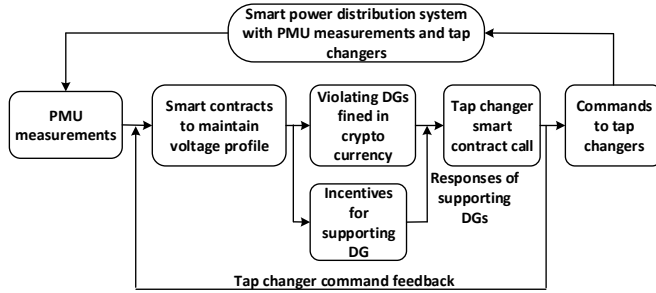 Smart power distribution system
with PMU measurements and tap
changers
PMU
measurements
Smart contracts
to maintain
voltage profile
Violating DGs
fined in
crypto
currency
Tap changer
smart
contract call
Commands
to tap
changers
Incentives
for
supporting
DG
Responses of
supporting
DGs
Tap changer command feedback